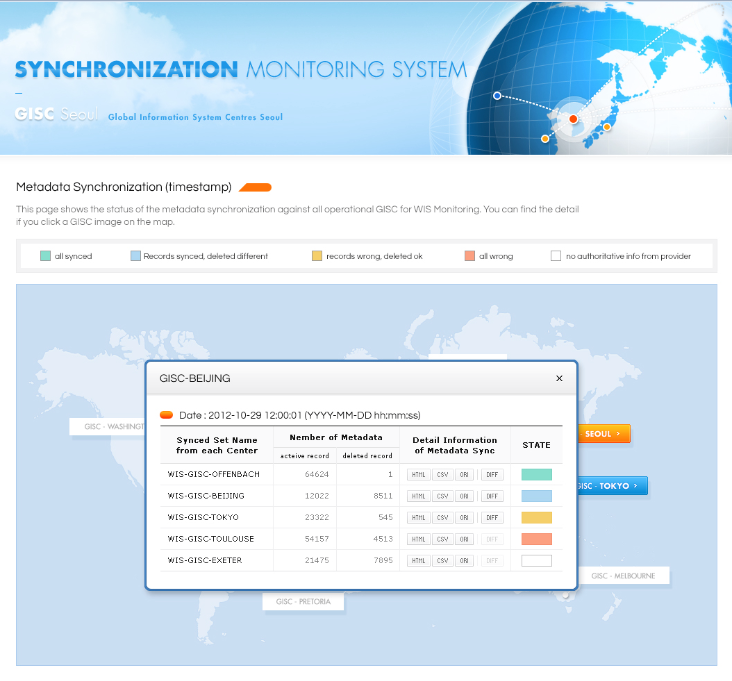 SYNCHRONIZATION MONITORING SYSTEM
GISC Seoul Global Information System Centres Seoul
Metadata Synchronization (timestamp)
This page shows the status of the metadata synchronization against all operational GISC for WIS Monitoring. You can find the detail
if you click a GISC image on the map.
all synced Records synced, deleted different records wrong, deleted ok all wrong no authoritative info from provider
GISC-BEIJING ×
Date : 2012-10-29 12:00:01 (YYYY-MM-DD hh:mm:ss)
Synced Set Name
from each Center
Nember of Metadata
acteive record deleted record
Detail Information
of Metadata Sync
STATE
WIS-GISC-OFFENBACH 64624 1 HTML CSV ORI DIFF
WIS-GISC-BEIJING 12022 8511 HTML CSV ORI DIFF
WIS-GISC-TOKYO 23322 545 HTML CSV ORI DIFF
WIS-GISC-TOULOUSE 54157 4513 HTML CSV ORI DIFF
WIS-GISC-EXETER 21475 7895 HTML CSV ORI DIFF
GISC - WASHINGT
SEOUL >
GISC - TOKYO >
GISC - MELBOURNE
GISC - PRETORIA